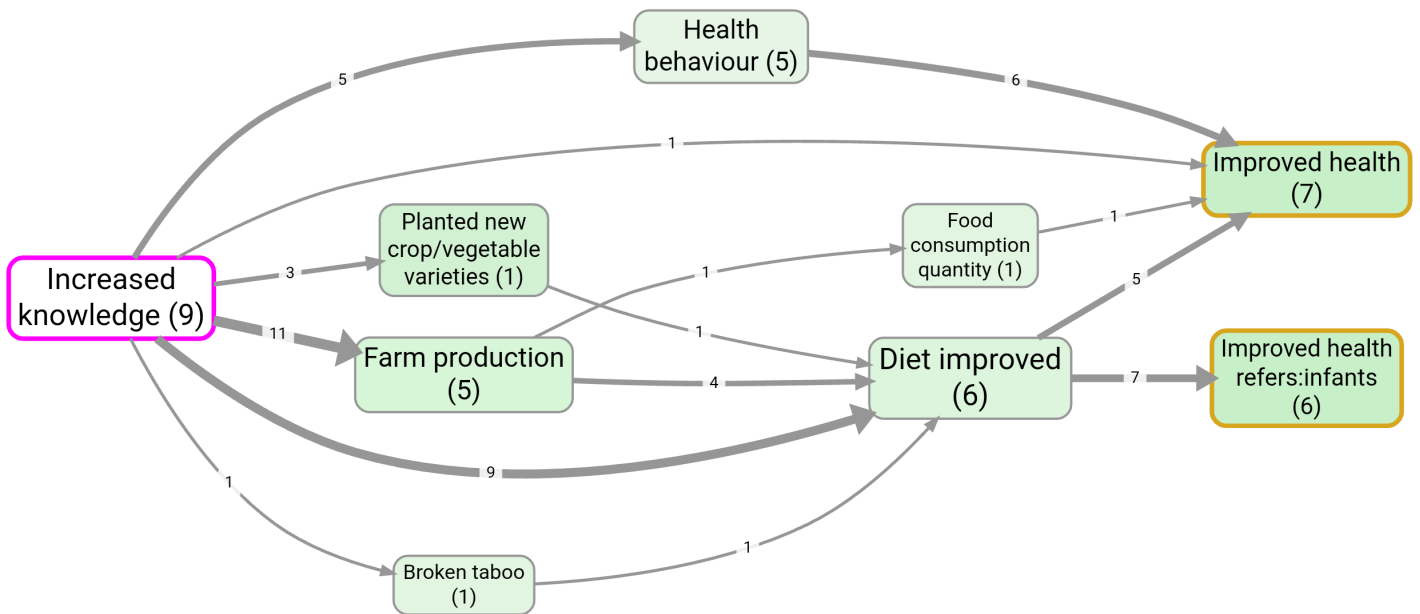 Health
behaviour (5)
5
6
1
Improved health
(7)
Planted new
crop/vegetable
varieties (1)
Food
consumption
quantity (1)
1
Increased
knowledge (9)
3
1
5
11
1
Farm production
(5)
4
Diet improved
(6)
7
Improved health
refers:infants
(6)
9
1
1
Broken taboo
(1)